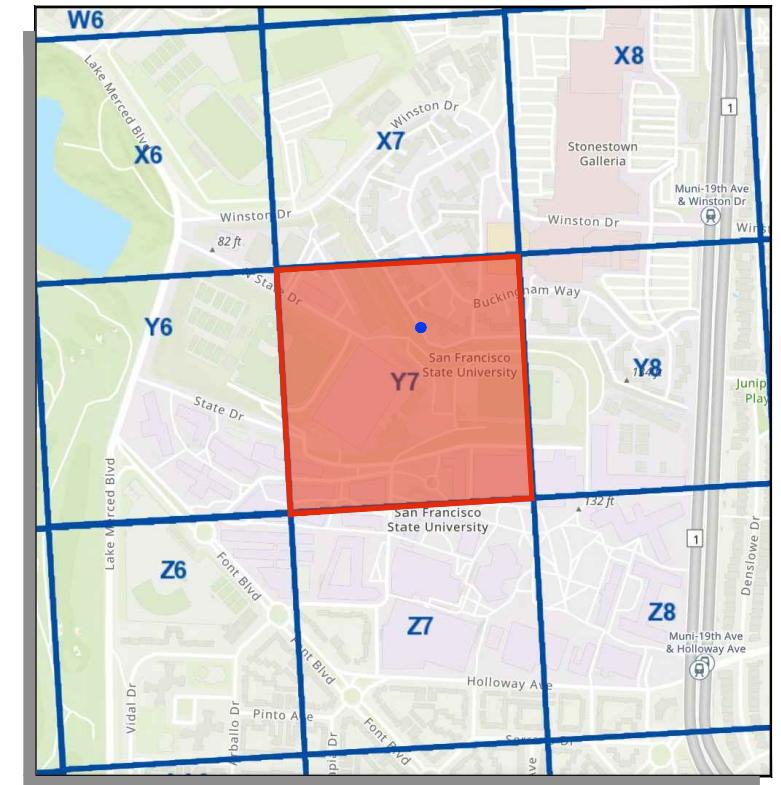 W6
X8
Lake Merced Blvd
Winston Dr
1
X7
X6
Stonestown
Galleria
Muni-19th Ave
& Winston Dr
Winston Dr
Winston Dr
82 ft
N State Dr
Buckingham Way
Y6
San Francisco
State University
Y7
Y8
Junip
Play
State Dr
San Francisco
State University
132 ft
Lake Merced Blvd
1
Denslowe Dr
Z6
Font Blvd
Z8
Z7
Muni-19th Ave
& Holloway Ave
Font Blvd
Holloway Ave
Vidal Dr
Pinto Ave
Font Blvd